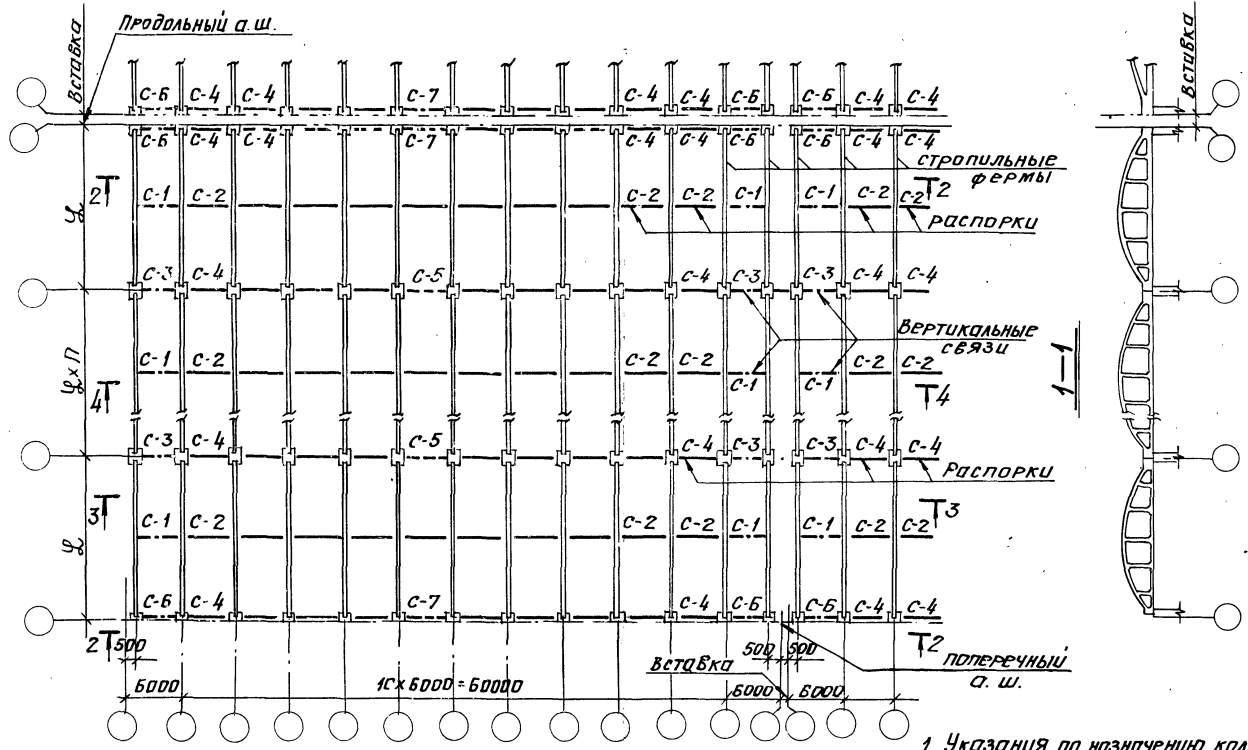 Продольный а.ш.
Вставка
Вставка
С-6 С-4 С-4 С-7 С-4 С-4 С-6 С-6 С-4 С-4
С-6 С-4 С-4 С-7 С-4 С-4 С-6 С-6 С-4 С-4
стропильные
фермы
2 С-1 С-2 С-2 С-2 С-1 С-1 С-2 С-2 2
распорки
ℒ
С-3 С-4 С-5 С-4 С-3 С-3 С-4 С-4
Вертикальные
связи
1—1
ℒ×п
С-1 С-2 С-2 С-2 С-1 С-1 С-2 С-2
4 4
С-3 С-4 С-5 С-4 С-3 С-3 С-4 С-4
Распорки
3 3
ℒ
С-1 С-2 С-2 С-2 С-1 С-1 С-2 С-2
С-6 С-4 С-7 С-4 С-6 С-6 С-4 С-4
2 500 500 500 2
Вставка
поперечный
а.ш.
6000 10×6000=60000 6000 6000
1. Указания по назначению кол